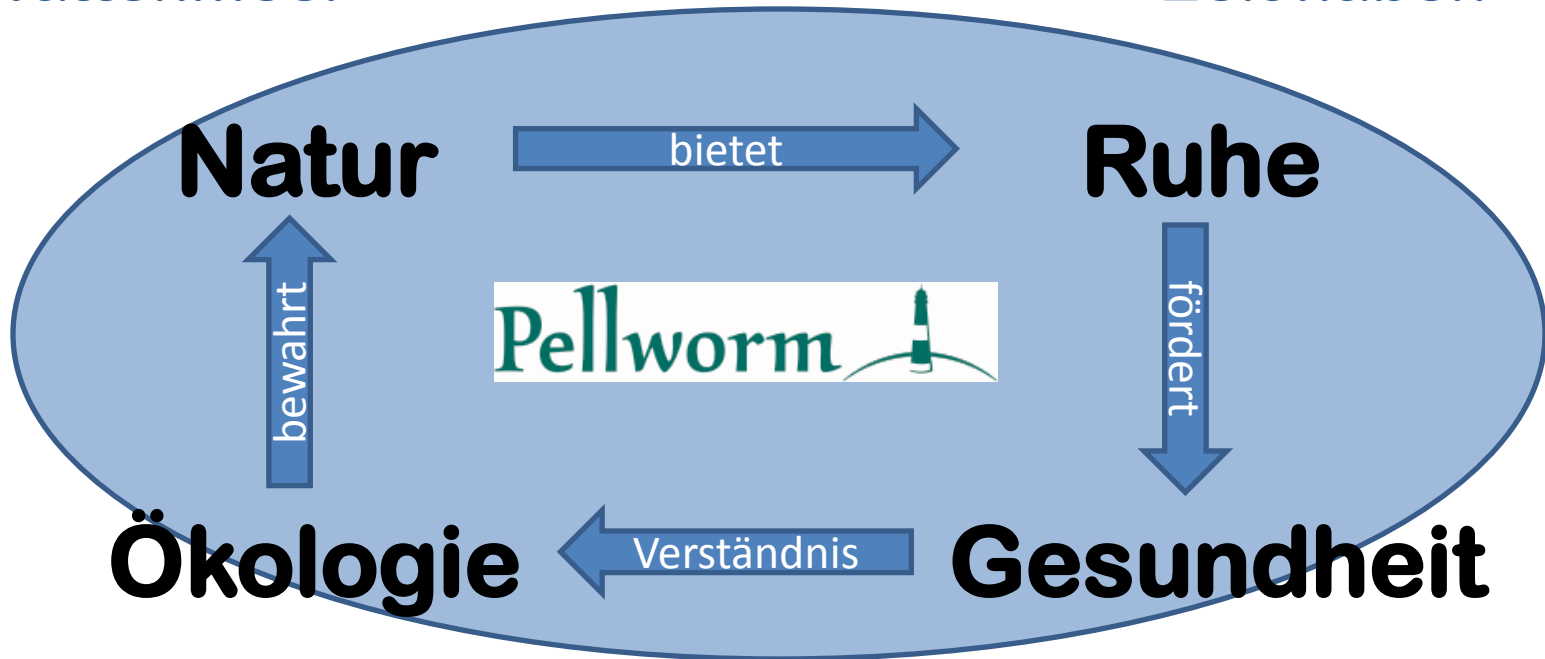 Natur
bietet
Ruhe
bewahrt
Pellworm
fördert
Ökologie
Verständnis
Gesundheit